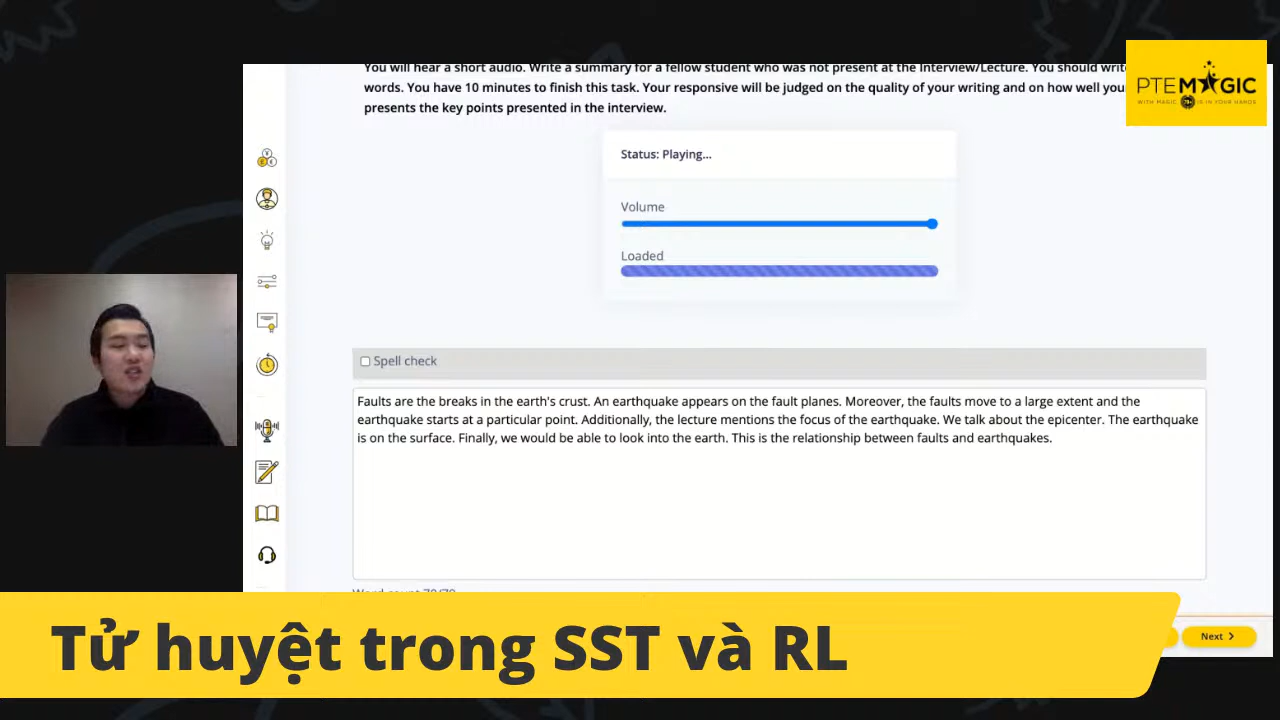 You will hear a short audio. Write a summary for a fellow student who was not present at the Interview/Lecture. You should write
words. You have 10 minutes to finish this task. Your responsive will be judged on the quality of your writing and on how well you
presents the key points presented in the interview.
PTE MAGIC
WITH MAGIC 79+ IS IN YOUR HANDS
Status: Playing...
Volume
Loaded
Spell check
Faults are the breaks in the earth's crust. An earthquake appears on the fault planes. Moreover, the faults move to a large extent and the
earthquake starts at a particular point. Additionally, the lecture mentions the focus of the earthquake. We talk about the epicenter. The earthquake
is on the surface. Finally, we would be able to look into the earth. This is the relationship between faults and earthquakes.
Next
Tử huyệt trong SST và RL